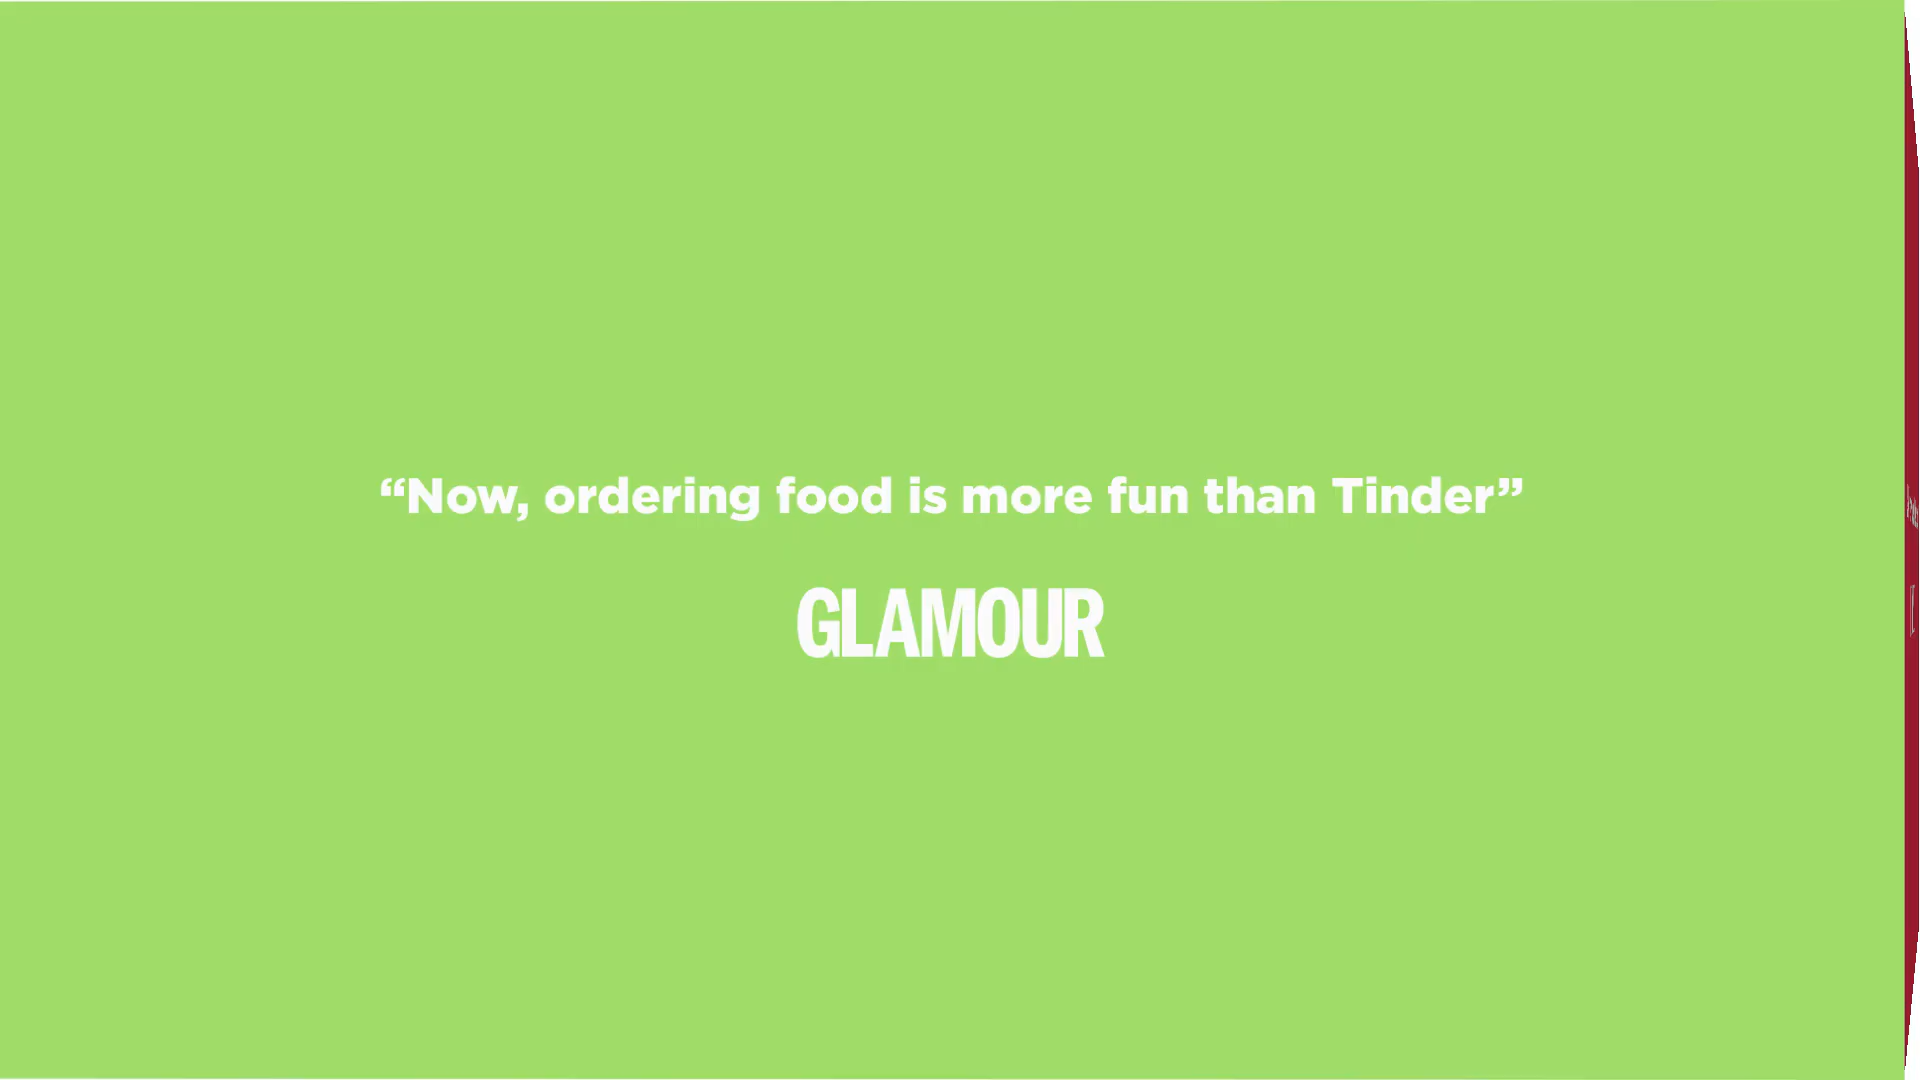 “Now, ordering food is more fun than Tinder”
GLAMOUR